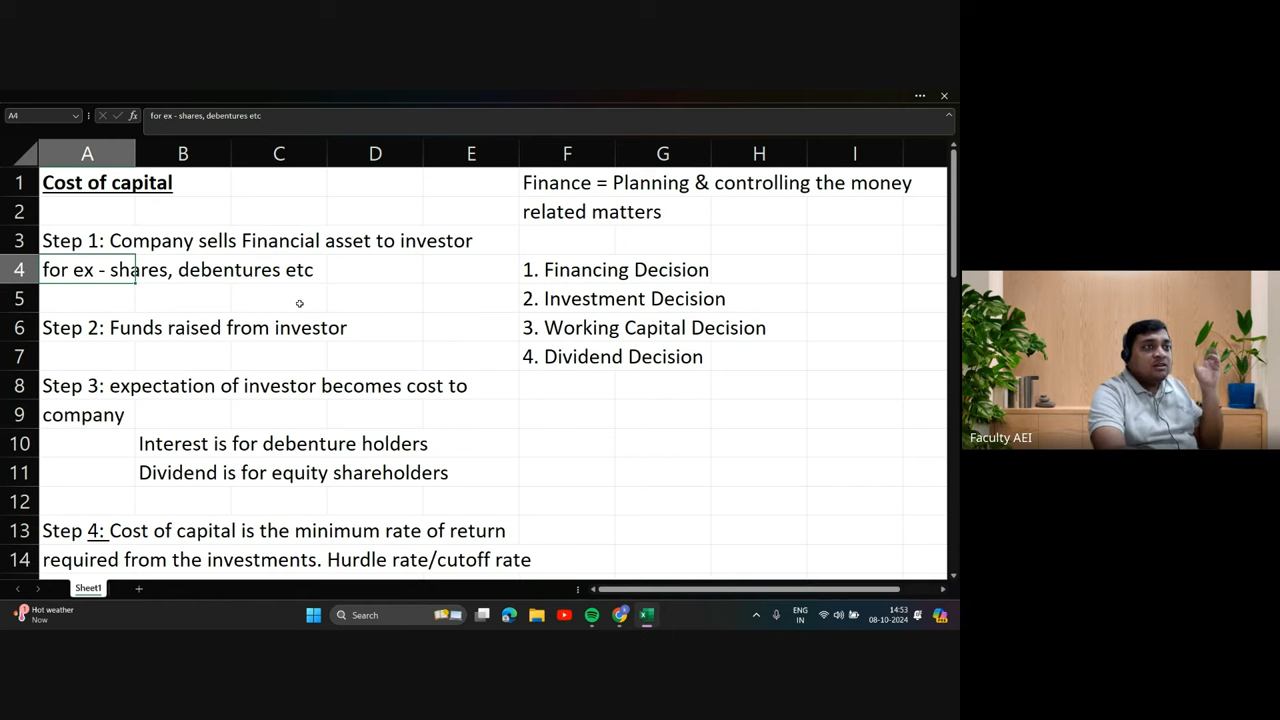 A4
fx
for ex - shares, debentures etc
A B C D E F G H I
1 Cost of capital Finance = Planning & controlling the money
2 related matters
3 Step 1: Company sells Financial asset to investor
4 for ex - shares, debentures etc 1. Financing Decision
5 2. Investment Decision
6 Step 2: Funds raised from investor 3. Working Capital Decision
7 4. Dividend Decision
8 Step 3: expectation of investor becomes cost to
9 company
10 Interest is for debenture holders
11 Dividend is for equity shareholders
12
13 Step 4: Cost of capital is the minimum rate of return
14 required from the investments. Hurdle rate/cutoff rate
Faculty AEI
Sheet1
Hot weather
Now
Search
ENG
IN
14:53
08-10-2024